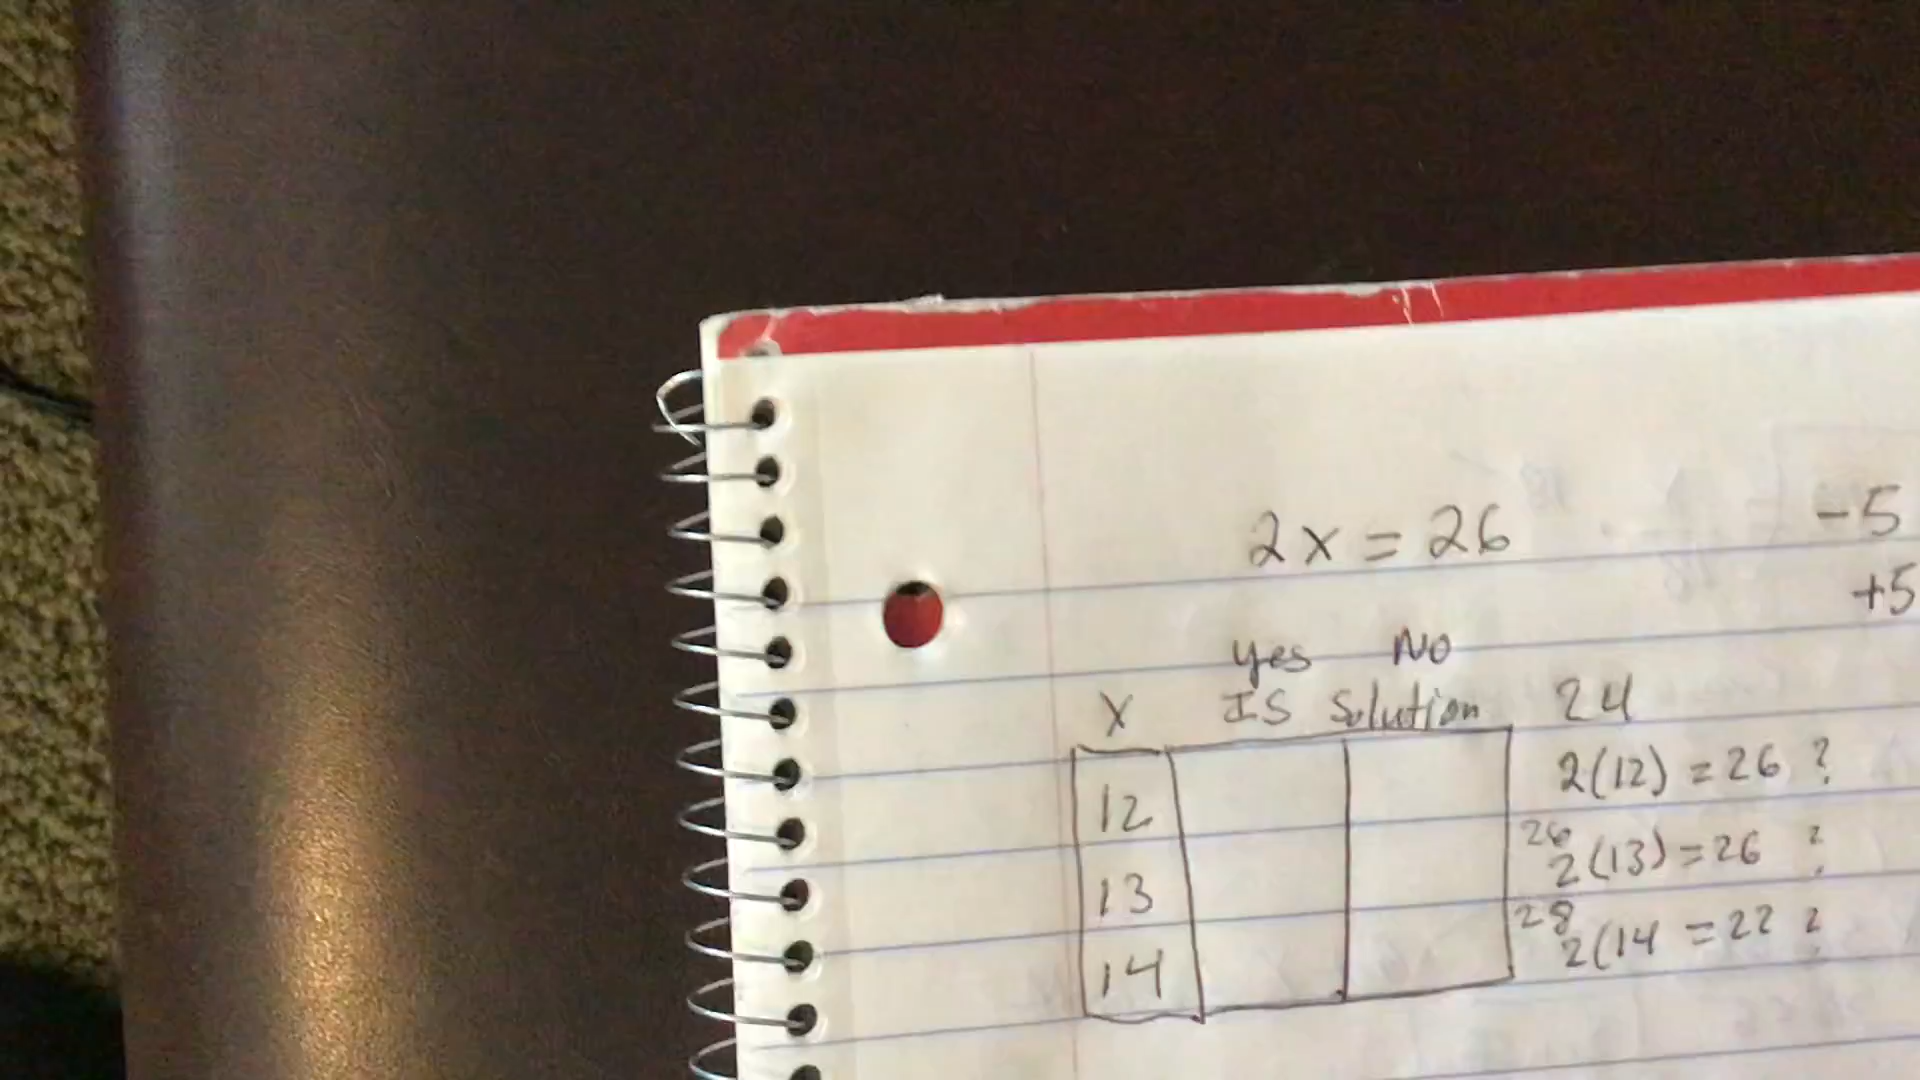 2x = 26
-5
+5
yes No
X IS Solution 24
12 2(12) = 26 ?
26
13 2(13) = 26 ?
28
14 2(14 = 22 ?